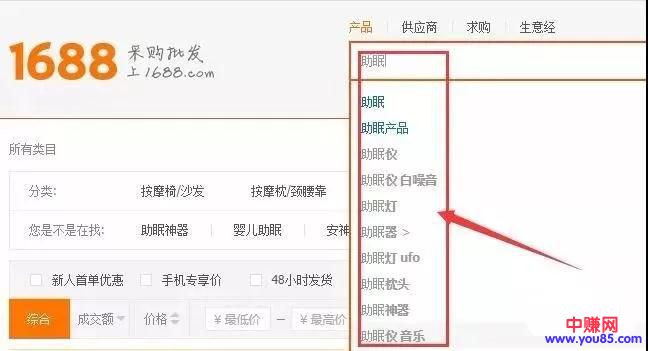 产品 供应商 求购 生意经
1688 采购批发
上1688.com
助眠
助眠
助眠产品
助眠仪
助眠仪 白噪音
助眠灯
助眠器 >
助眠灯 ufo
助眠枕头
助眠神器
助眠仪 音乐
所有类目
分类: 按摩椅/沙发 按摩枕/颈腰靠
您是不是在找: 助眠神器 婴儿助眠 安神
新人首单优惠 手机专享价 48小时发货
综合 成交额 价格 ¥ 最低价 — ¥ 最高价
中赚网
www.you85.com